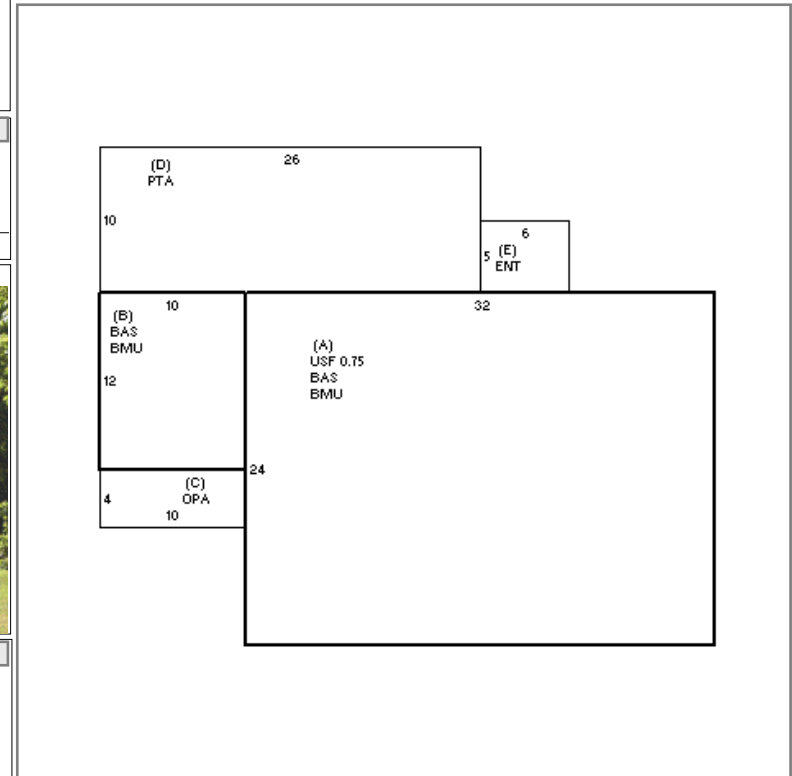 (D)
PTA
26
10
6
5
(E)
ENT
10
(B)
BAS
BMU
12
32
(A)
USF 0.75
BAS
BMU
24
(C)
4
OPA
10